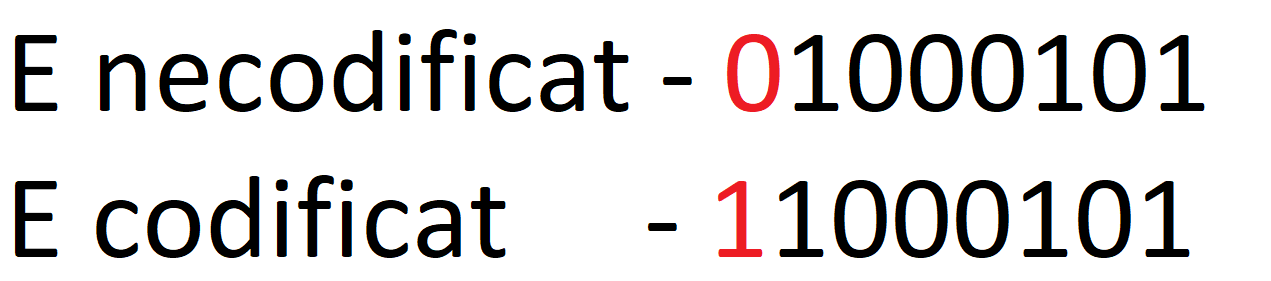 E necodificat - 01000101
E codificat - 11000101